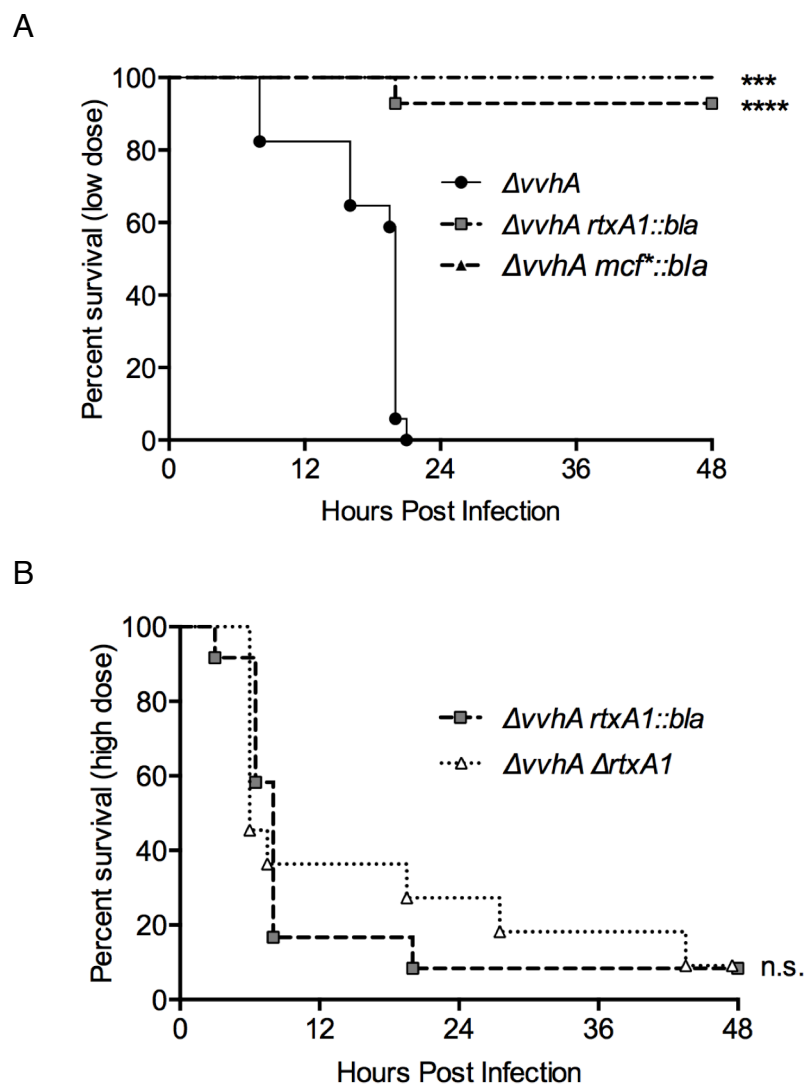 A
Percent survival (low dose)
100
80
60
40
20
0
***
****
ΔvvhA
ΔvvhA rtxA1::bla
ΔvvhA mcf*::bla
0 12 24 36 48
Hours Post Infection
B
Percent survival (high dose)
100
80
60
40
20
0
ΔvvhA rtxA1::bla
ΔvvhA ΔrtxA1
n.s.
0 12 24 36 48
Hours Post Infection